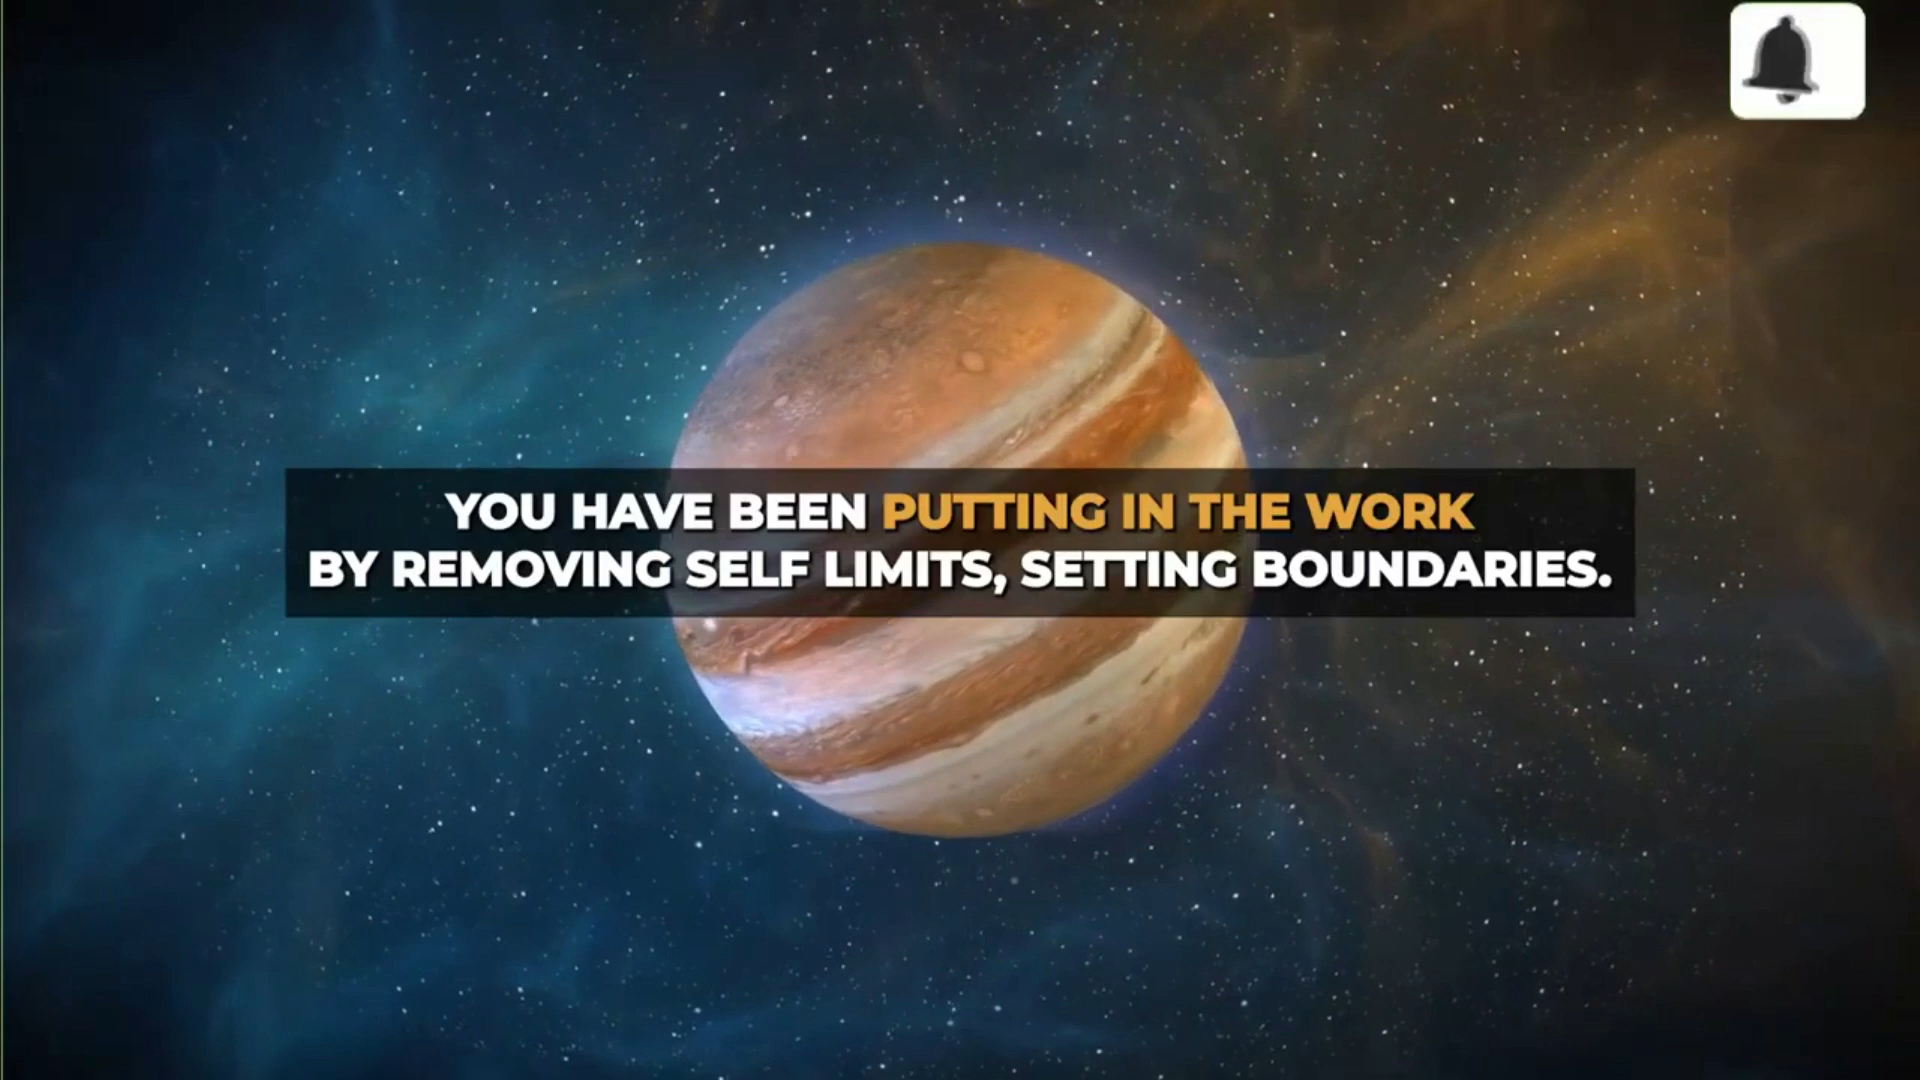 YOU HAVE BEEN PUTTING IN THE WORK
BY REMOVING SELF LIMITS, SETTING BOUNDARIES.